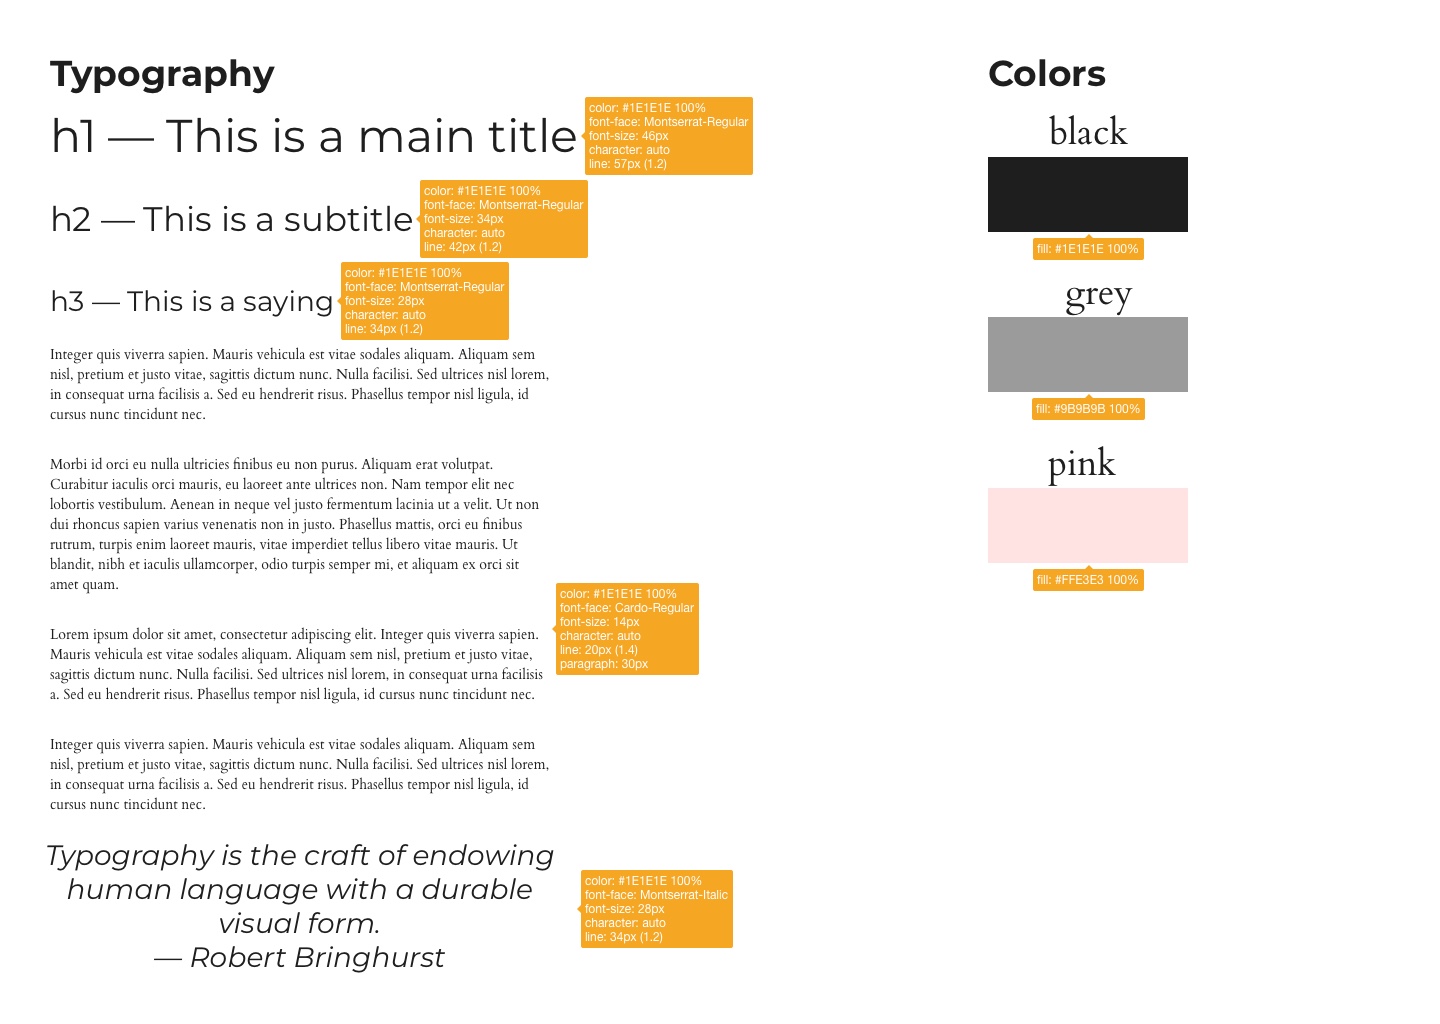 Typography
h1 — This is a main title
color: #1E1E1E 100%
font-face: Montserrat-Regular
font-size: 46px
character: auto
line: 57px (1.2)
h2 — This is a subtitle
color: #1E1E1E 100%
font-face: Montserrat-Regular
font-size: 34px
character: auto
line: 42px (1.2)
h3 — This is a saying
color: #1E1E1E 100%
font-face: Montserrat-Regular
font-size: 28px
character: auto
line: 34px (1.2)
Integer quis viverra sapien. Mauris vehicula est vitae sodales aliquam. Aliquam sem
nisl, pretium et justo vitae, sagittis dictum nunc. Nulla facilisi. Sed ultrices nisl lorem,
in consequat urna facilisis a. Sed eu hendrerit risus. Phasellus tempor nisl ligula, id
cursus nunc tincidunt nec.
Morbi id orci eu nulla ultricies finibus eu non purus. Aliquam erat volutpat.
Curabitur iaculis orci mauris, eu laoreet ante ultrices non. Nam tempor elit nec
lobortis vestibulum. Aenean in neque vel justo fermentum lacinia ut a velit. Ut non
dui rhoncus sapien varius venenatis non in justo. Phasellus mattis, orci eu finibus
rutrum, turpis enim laoreet mauris, vitae imperdiet tellus libero vitae mauris. Ut
blandit, nibh et iaculis ullamcorper, odio turpis semper mi, et aliquam ex orci sit
amet quam.
Lorem ipsum dolor sit amet, consectetur adipiscing elit. Integer quis viverra sapien.
Mauris vehicula est vitae sodales aliquam. Aliquam sem nisl, pretium et justo vitae,
sagittis dictum nunc. Nulla facilisi. Sed ultrices nisl lorem, in consequat urna facilisis
a. Sed eu hendrerit risus. Phasellus tempor nisl ligula, id cursus nunc tincidunt nec.
Integer quis viverra sapien. Mauris vehicula est vitae sodales aliquam. Aliquam sem
nisl, pretium et justo vitae, sagittis dictum nunc. Nulla facilisi. Sed ultrices nisl lorem,
in consequat urna facilisis a. Sed eu hendrerit risus. Phasellus tempor nisl ligula, id
cursus nunc tincidunt nec.
color: #1E1E1E 100%
font-face: Cardo-Regular
font-size: 14px
character: auto
line: 20px (1.4)
paragraph: 30px
Typography is the craft of endowing
human language with a durable
visual form.
— Robert Bringhurst
color: #1E1E1E 100%
font-face: Montserrat-Italic
font-size: 28px
character: auto
line: 34px (1.2)
Colors
black
fill: #1E1E1E 100%
grey
fill: #9B9B9B 100%
pink
fill: #FFE3E3 100%